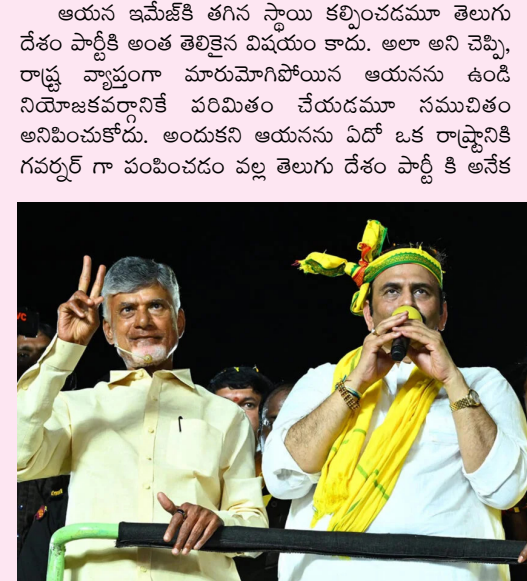 ఆయన ఇమేజ్‌కి తగిన స్థాయి కల్పించడమూ తెలుగు
దేశం పార్టీకి అంత తెలికైన విషయం కాదు. అలా అని చెప్పి,
రాష్ట్ర వ్యాప్తంగా మారుమోగిపోయిన ఆయనను ఉండి
నియోజకవర్గానికే పరిమితం చేయడమూ సముచితం
అనిపించుకోదు. అందుకని ఆయనను ఏదో ఒక రాష్ట్రానికి
గవర్నర్ గా పంపించడం వల్ల తెలుగు దేశం పార్టీ కి అనేక